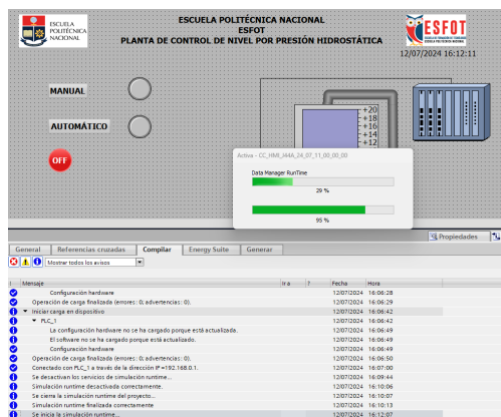 ESCUELA
POLITÉCNICA
NACIONAL
ESCUELA POLITÉCNICA NACIONAL
ESFOT
PLANTA DE CONTROL DE NIVEL POR PRESIÓN HIDROSTÁTICA
ESFOT
12/07/2024 16:12:11
MANUAL
AUTOMÁTICO
OFF
+20
+18
+16
+14
+12
Activa - CC_HMI_J44A_24_07_11_00_00_00
Data Manager RunTime
29 %
95 %
Propiedades
General Referencias cruzadas Compilar Energy Suite Generar
Mostrar todos los avisos
! Mensaje Ir a ? Fecha Hora
Configuración hardware 12/07/2024 16:06:28
Operación de carga finalizada (errores: 0; advertencias: 0). 12/07/2024 16:06:29
Iniciar carga en dispositivo 12/07/2024 16:06:42
PLC_1 12/07/2024 16:06:42
La configuración hardware no se ha cargado porque está actualizada. 12/07/2024 16:06:49
El software no se ha cargado porque está actualizado. 12/07/2024 16:06:49
Configuración hardware 12/07/2024 16:06:49
Operación de carga finalizada (errores: 0; advertencias: 0). 12/07/2024 16:06:50
Conectado con PLC_1 a través de la dirección IP =192.168.0.1. 12/07/2024 16:07:00
Se desactivan los servicios de simulación runtime... 12/07/2024 16:09:44
Simulación runtime desactivada correctamente. 12/07/2024 16:10:06
Se cierra la simulación runtime del proyecto... 12/07/2024 16:10:07
Simulación runtime finalizada correctamente 12/07/2024 16:10:13
Se inicia la simulación runtime... 12/07/2024 16:12:07